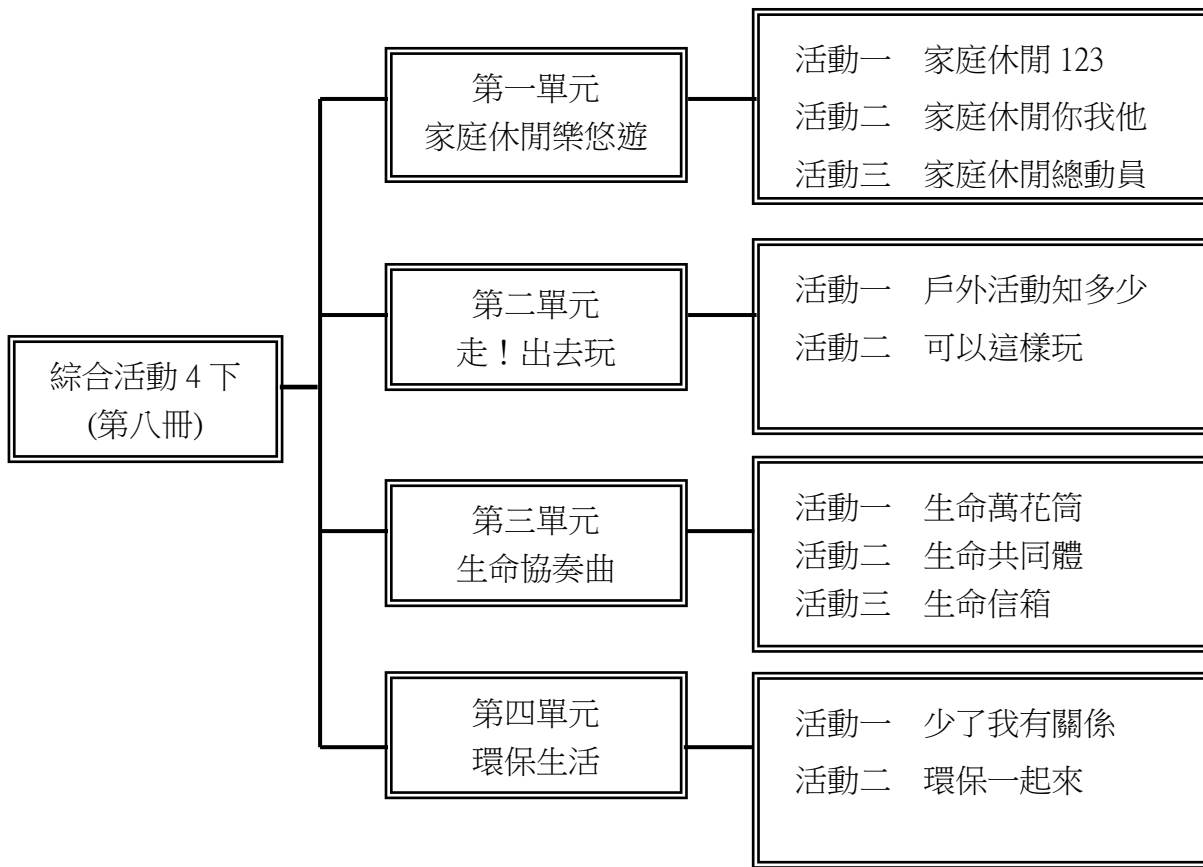 綜合活動 4 下
(第八冊)
第一單元
家庭休閒樂悠遊
活動一　家庭休閒 123
活動二　家庭休閒你我他
活動三　家庭休閒總動員
第二單元
走！出去玩
活動一　戶外活動知多少
活動二　可以這樣玩
第三單元
生命協奏曲
活動一　生命萬花筒
活動二　生命共同體
活動三　生命信箱
第四單元
環保生活
活動一　少了我有關係
活動二　環保一起來